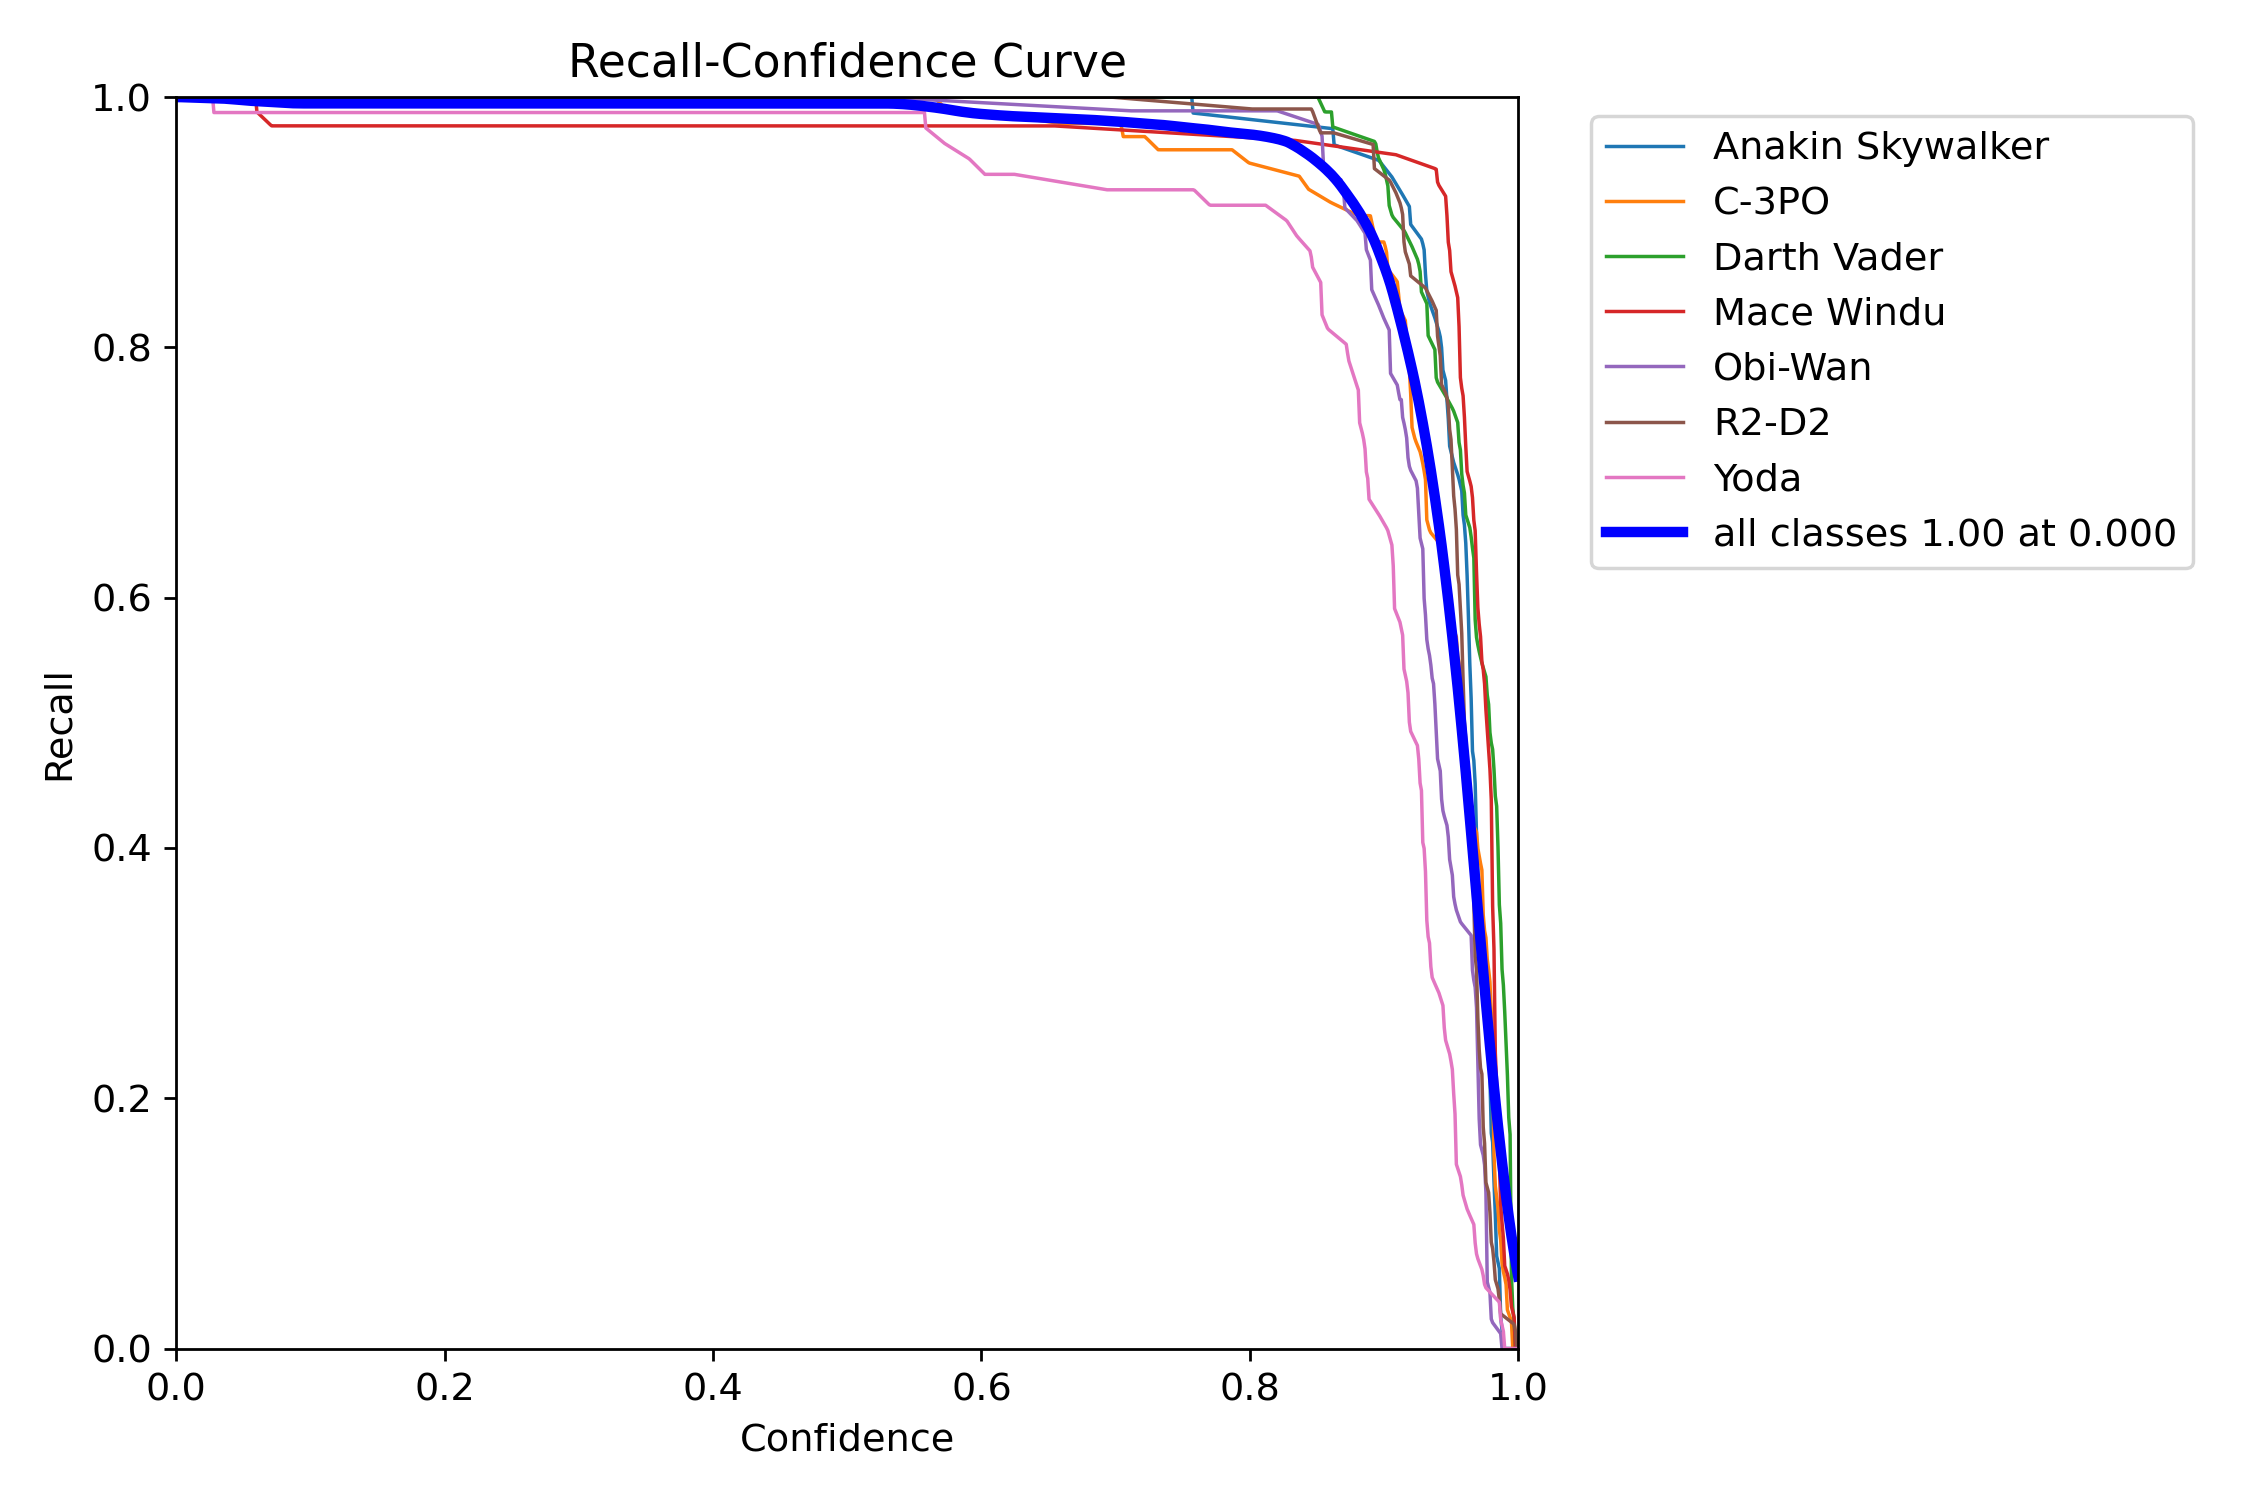 Recall-Confidence Curve
1.0
0.8
0.6
0.4
0.2
0.0
Recall
0.0 0.2 0.4 0.6 0.8 1.0
Confidence
Anakin Skywalker
C-3PO
Darth Vader
Mace Windu
Obi-Wan
R2-D2
Yoda
all classes 1.00 at 0.000